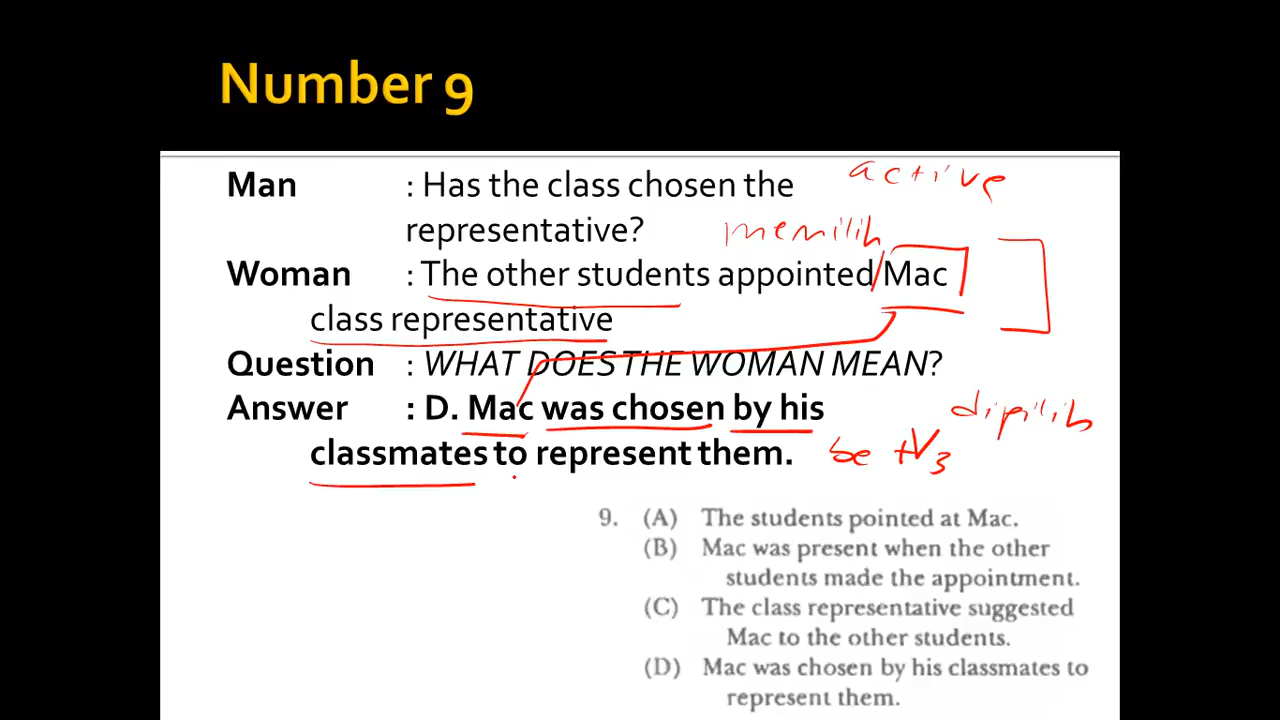 Number 9
Man : Has the class chosen the active
representative? memilih
Woman : The other students appointed Mac
class representative
Question : WHAT DOES THE WOMAN MEAN?
Answer : D. Mac was chosen by his dipilih
classmates to represent them. be +V3
9. (A) The students pointed at Mac.
(B) Mac was present when the other
students made the appointment.
(C) The class representative suggested
Mac to the other students.
(D) Mac was chosen by his classmates to
represent them.